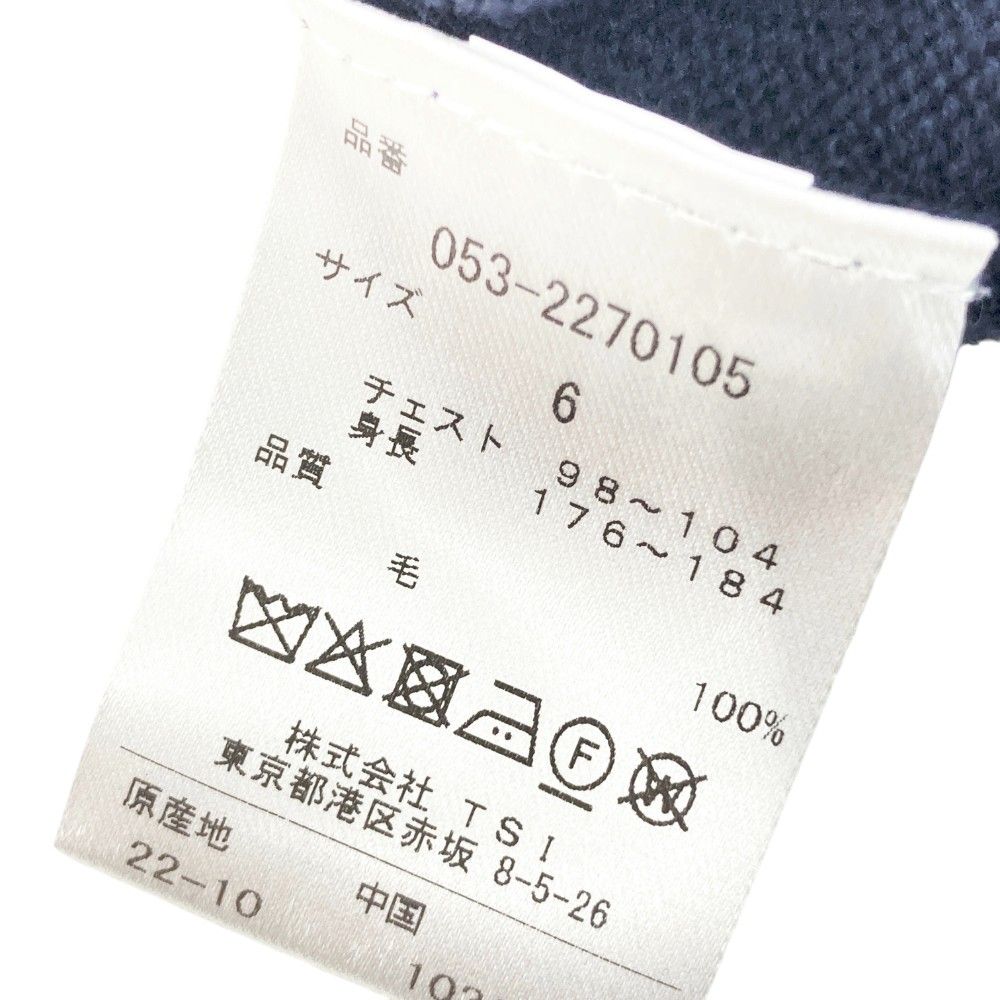 品番
053-2270105
サイズ
6
チェスト 98～104
身長 176～184
品質
毛 100%
F
W
株式会社 TSI
東京都港区赤坂 8-5-26
原産地 中国
22-10